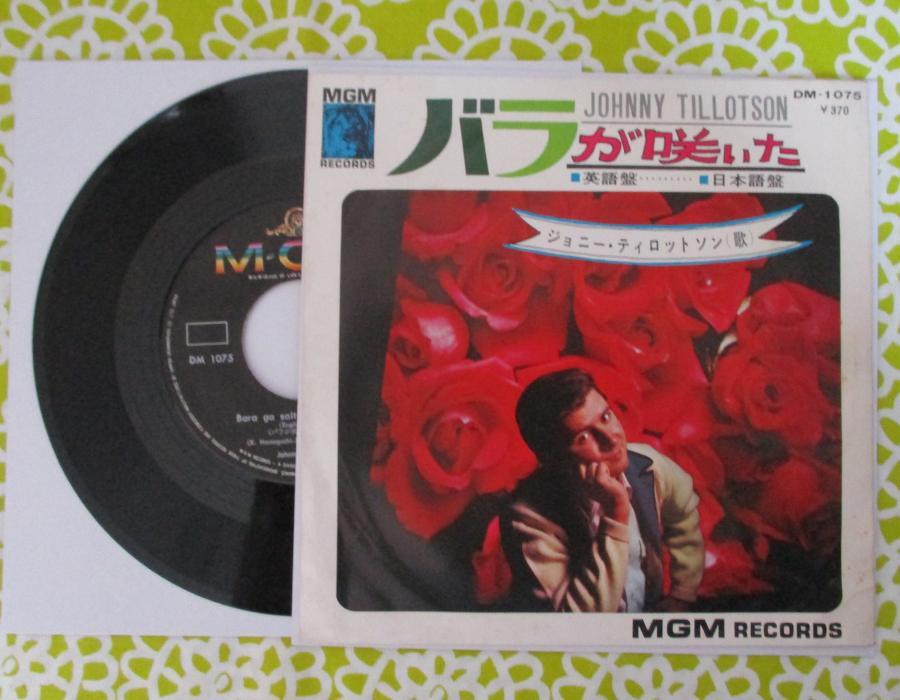 MGM
RECORDS
バラが咲いた
JOHNNY TILLOTSON
DM-1075
¥370
■英語盤………■日本語盤
ジョニー・ティロットソン(歌)
MGM RECORDS
M-G
DM 1075
Bara ga sait